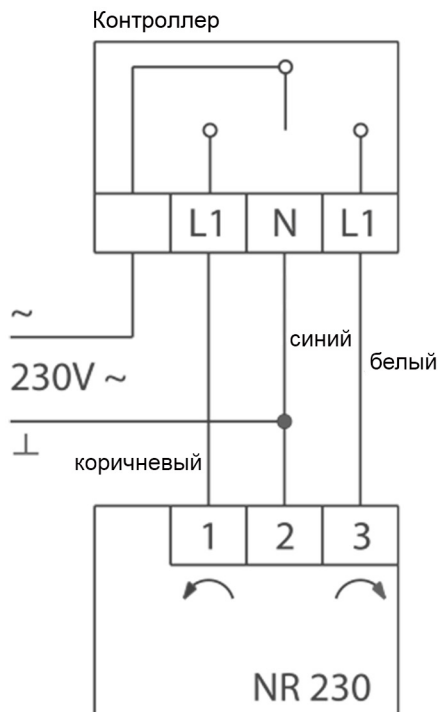 Контроллер
L1 N L1
~
синий
230V ~
белый
⊥
коричневый
1 2 3
NR 230